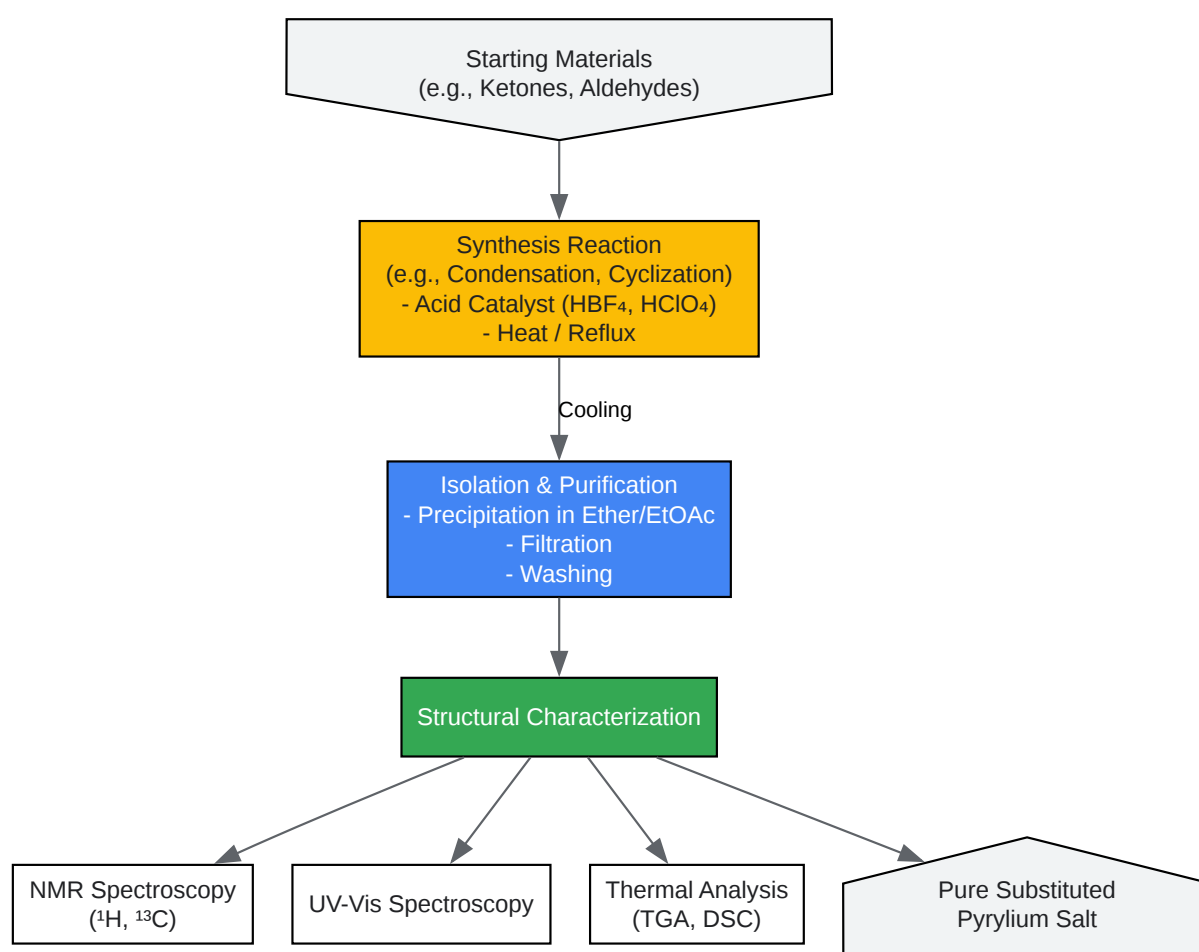 Starting Materials
(e.g., Ketones, Aldehydes)
Synthesis Reaction
(e.g., Condensation, Cyclization)
- Acid Catalyst (HBF₄, HClO₄)
- Heat / Reflux
Cooling
Isolation & Purification
- Precipitation in Ether/EtOAc
- Filtration
- Washing
Structural Characterization
NMR Spectroscopy
(¹H, ¹³C)
UV-Vis Spectroscopy
Thermal Analysis
(TGA, DSC)
Pure Substituted
Pyrylium Salt